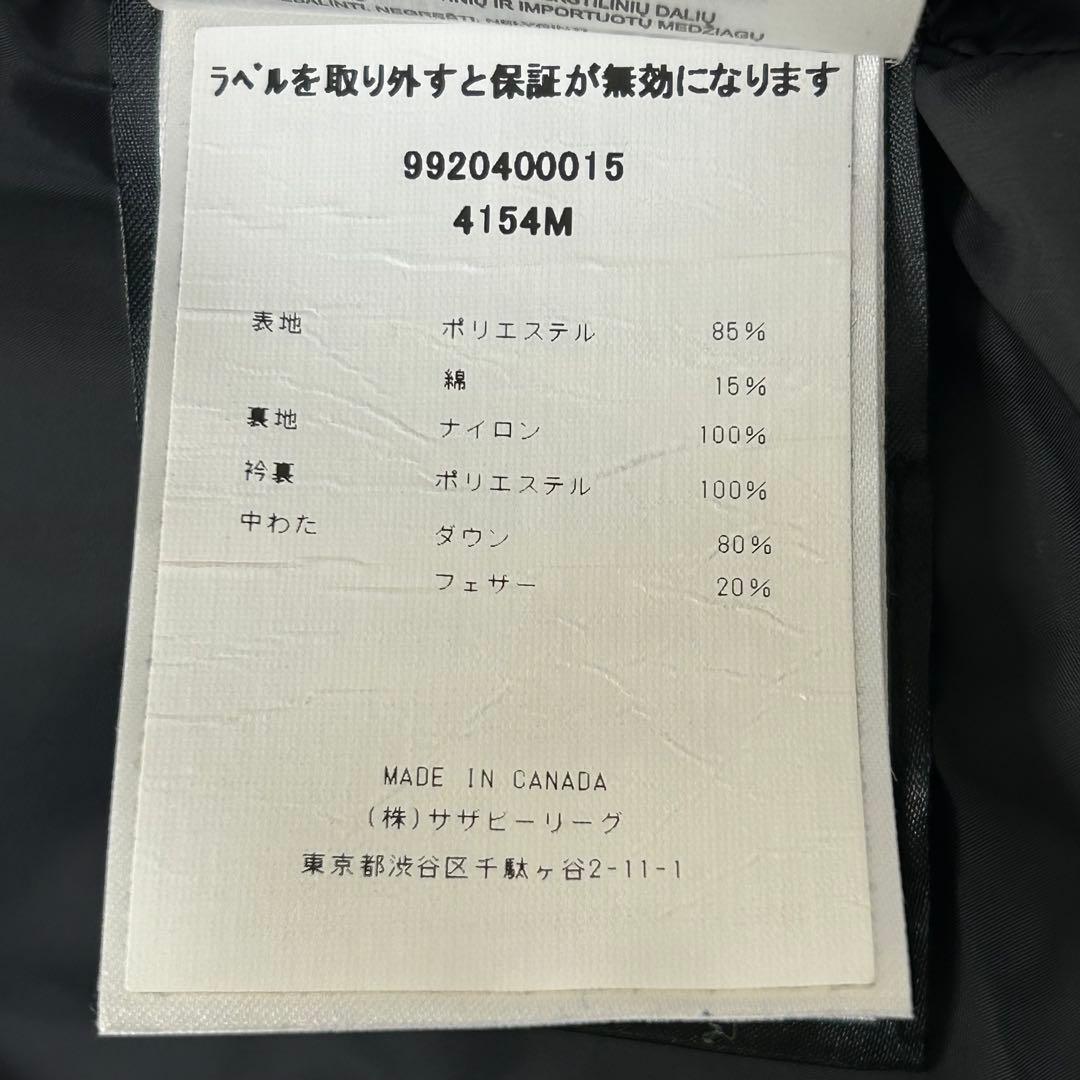 DALIŲ
IR IMPORTUOTŲ MEDŽIAGŲ
ラベルを取り外すと保証が無効になります
9920400015
4154M
表地 ポリエステル 85%
綿 15%
裏地 ナイロン 100%
衿裏 ポリエステル 100%
中わた ダウン 80%
フェザー 20%
MADE IN CANADA
(株)サザビーリーグ
東京都渋谷区千駄ヶ谷2-11-1